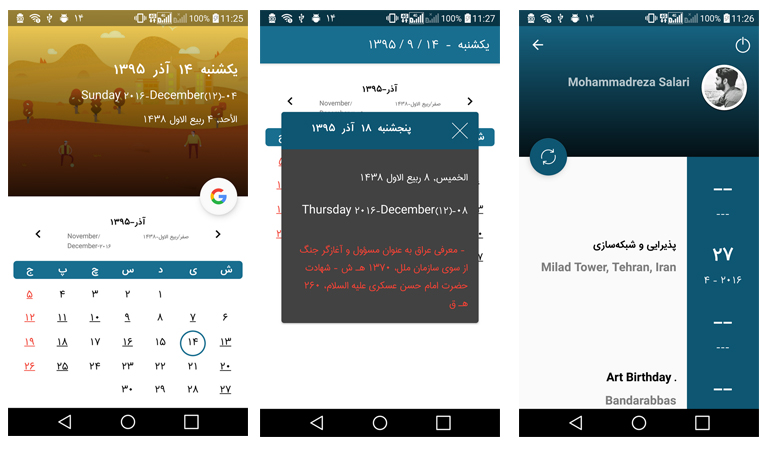 ۱۴ 100% 11:25
یکشنبه ۱۴ آذر ۱۳۹۵
Sunday ۲۰۱۶-December(۱۲)-۰۴
الأحد, ۴ ربیع الاول ۱۴۳۸
G
آذر-۱۳۹۵
November/
December-۲۰۱۶
صفر/ربیع الاول-۱۴۳۸
ش ی د س چ پ ج
۱ ۲ ۳ ۴ ۵
۶ ۷ ۸ ۹ ۱۰ ۱۱ ۱۲
۱۳ ۱۴ ۱۵ ۱۶ ۱۷ ۱۸ ۱۹
۲۰ ۲۱ ۲۲ ۲۳ ۲۴ ۲۵ ۲۶
۲۷ ۲۸ ۲۹ ۳۰
۱۴ 100% 11:27
یکشنبه - ۱۴ / ۹ / ۱۳۹۵
آذر-۱۳۹۵
November/
صفر/ربیع الاول-۱۴۳۸
پنجشنبه ۱۸ آذر ۱۳۹۵
الخمیس, ۸ ربیع الاول ۱۴۳۸
Thursday ۲۰۱۶-December(۱۲)-۰۸
- معرفی عراق به عنوان مسؤول و آغازگر جنگ
از سوی سازمان ملل، ۱۳۷۰ هـ ش - شهادت
حضرت امام حسن عسکری علیه السلام، ۲۶۰
هـ ق
۱۴ 100% 11:26
Mohammadreza Salari
--
---
پذیرایی و شبکه‌سازی
Milad Tower, Tehran, Iran
۲۷
۴ - ۲۰۱۶
--
---
Art Birthday .
Bandarabbas
--